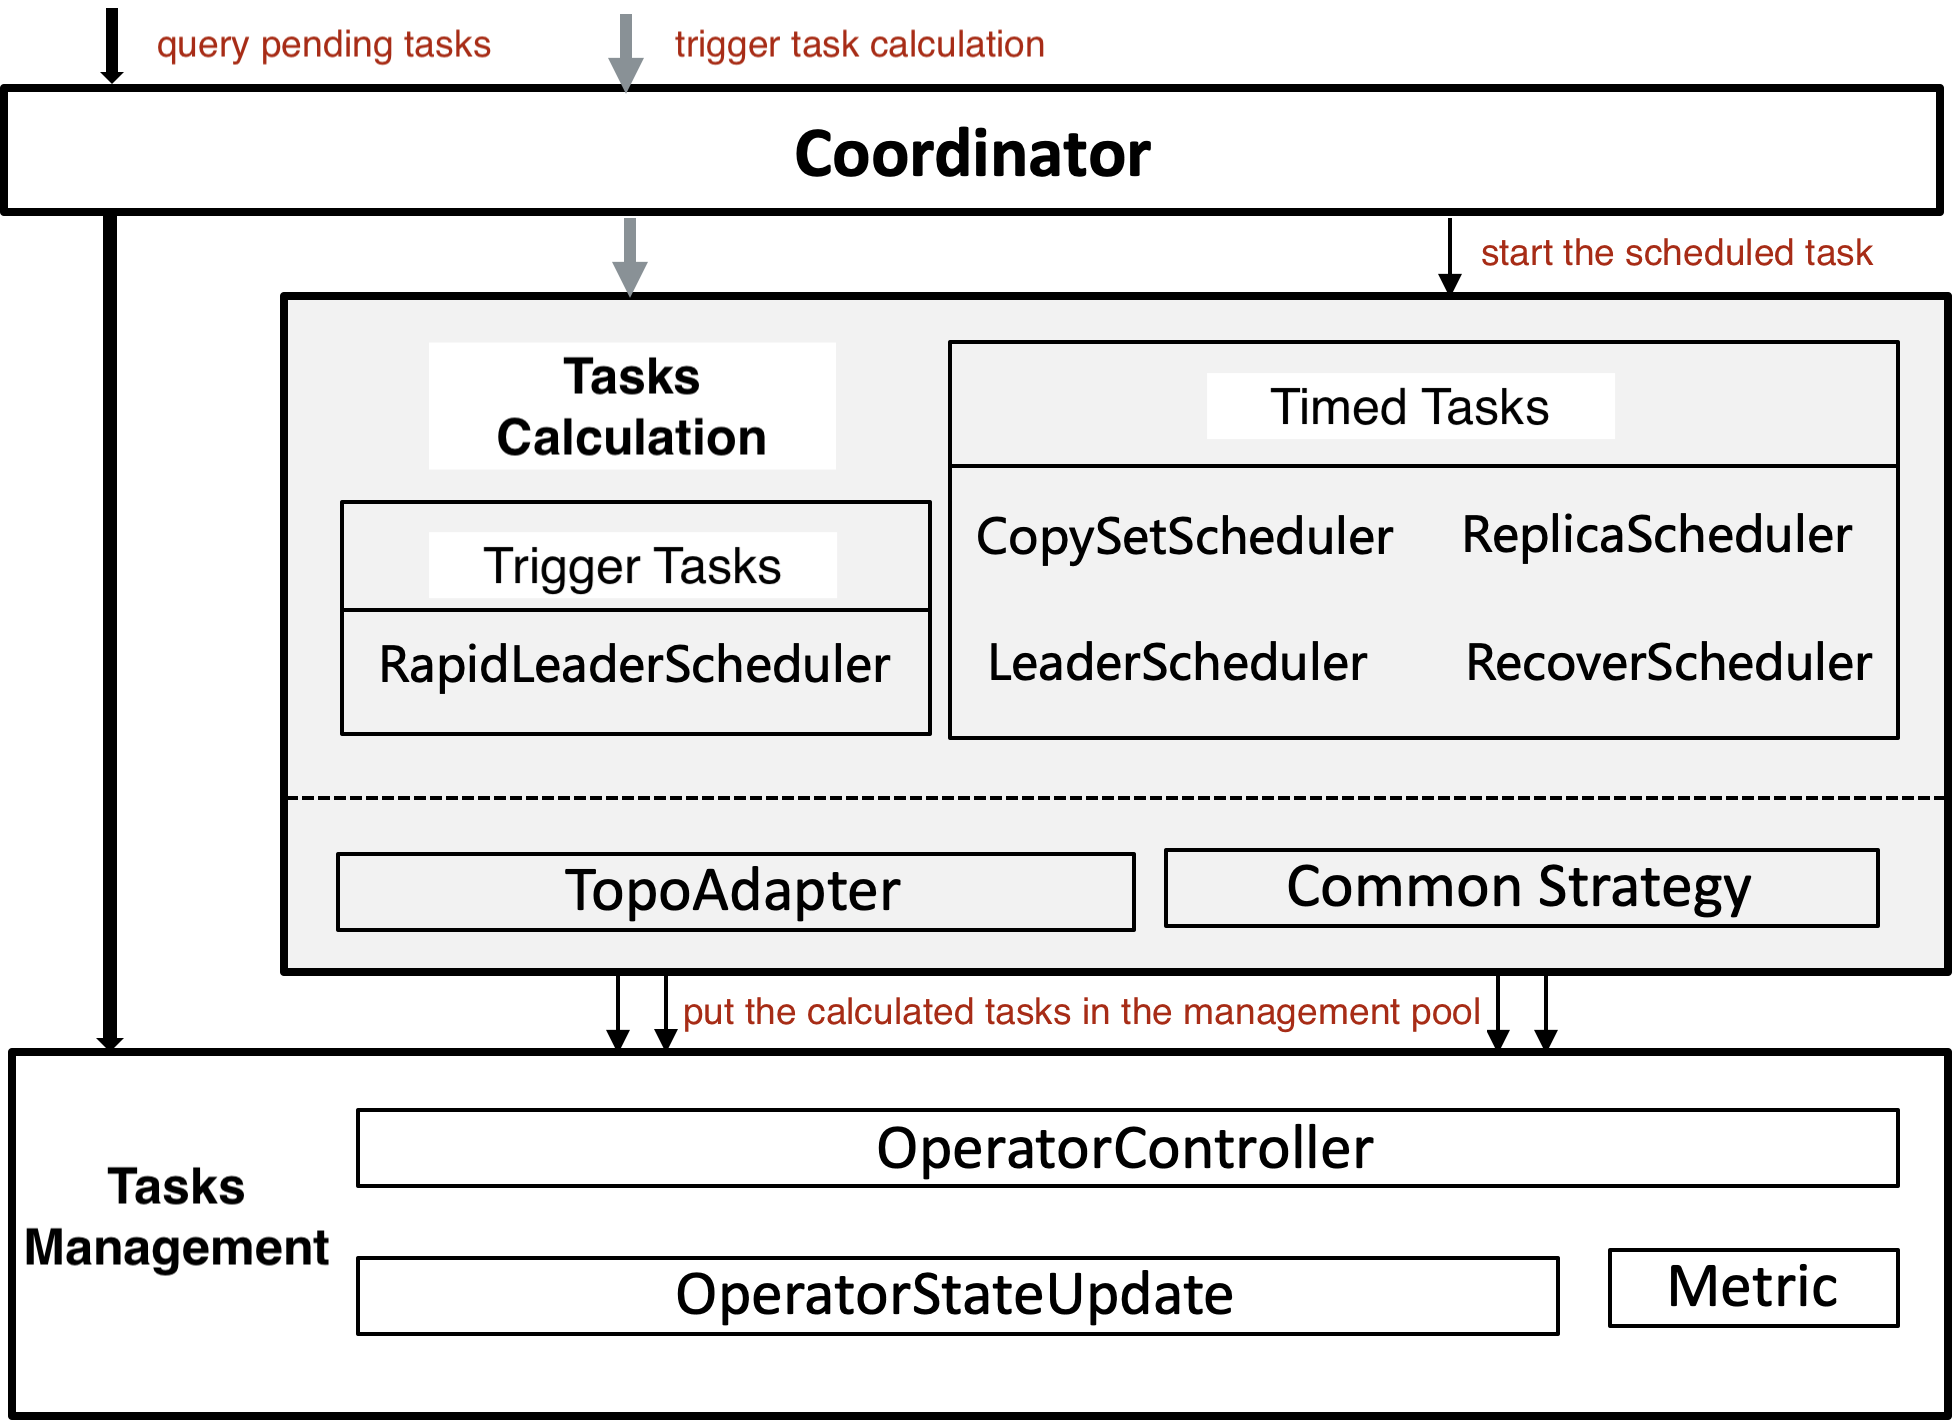 query pending tasks
trigger task calculation
Coordinator
start the scheduled task
Tasks
Calculation
Timed Tasks
Trigger Tasks
CopySetScheduler
ReplicaScheduler
RapidLeaderScheduler
LeaderScheduler
RecoverScheduler
TopoAdapter
Common Strategy
put the calculated tasks in the management pool
Tasks
Management
OperatorController
OperatorStateUpdate
Metric